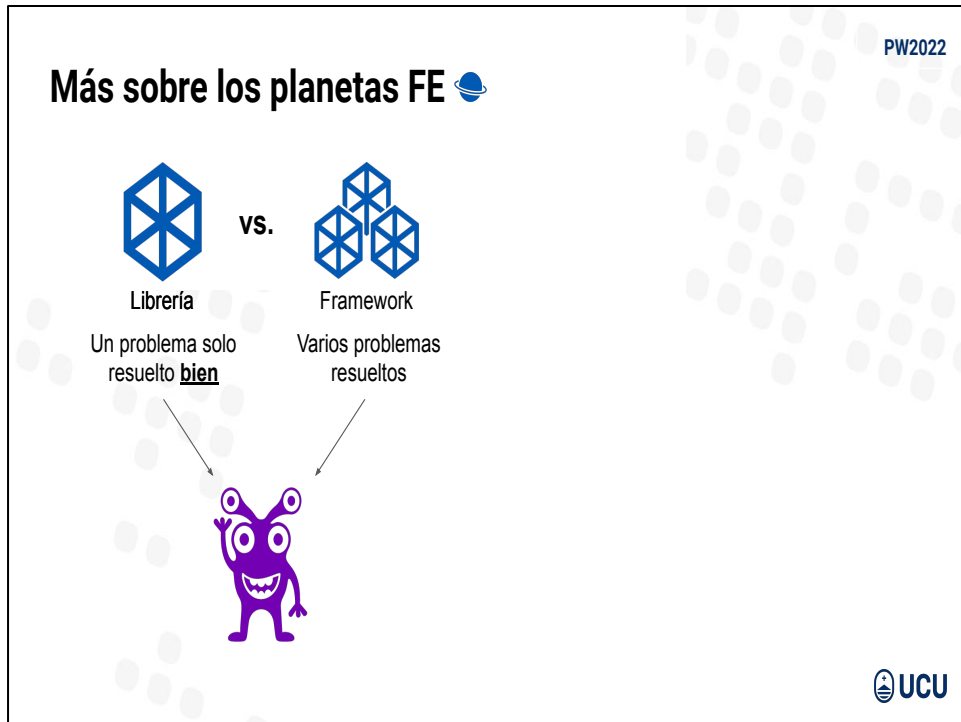 PW2022
Más sobre los planetas FE
vs.
Librería
Framework
Un problema solo
resuelto bien
Varios problemas
resueltos
UCU